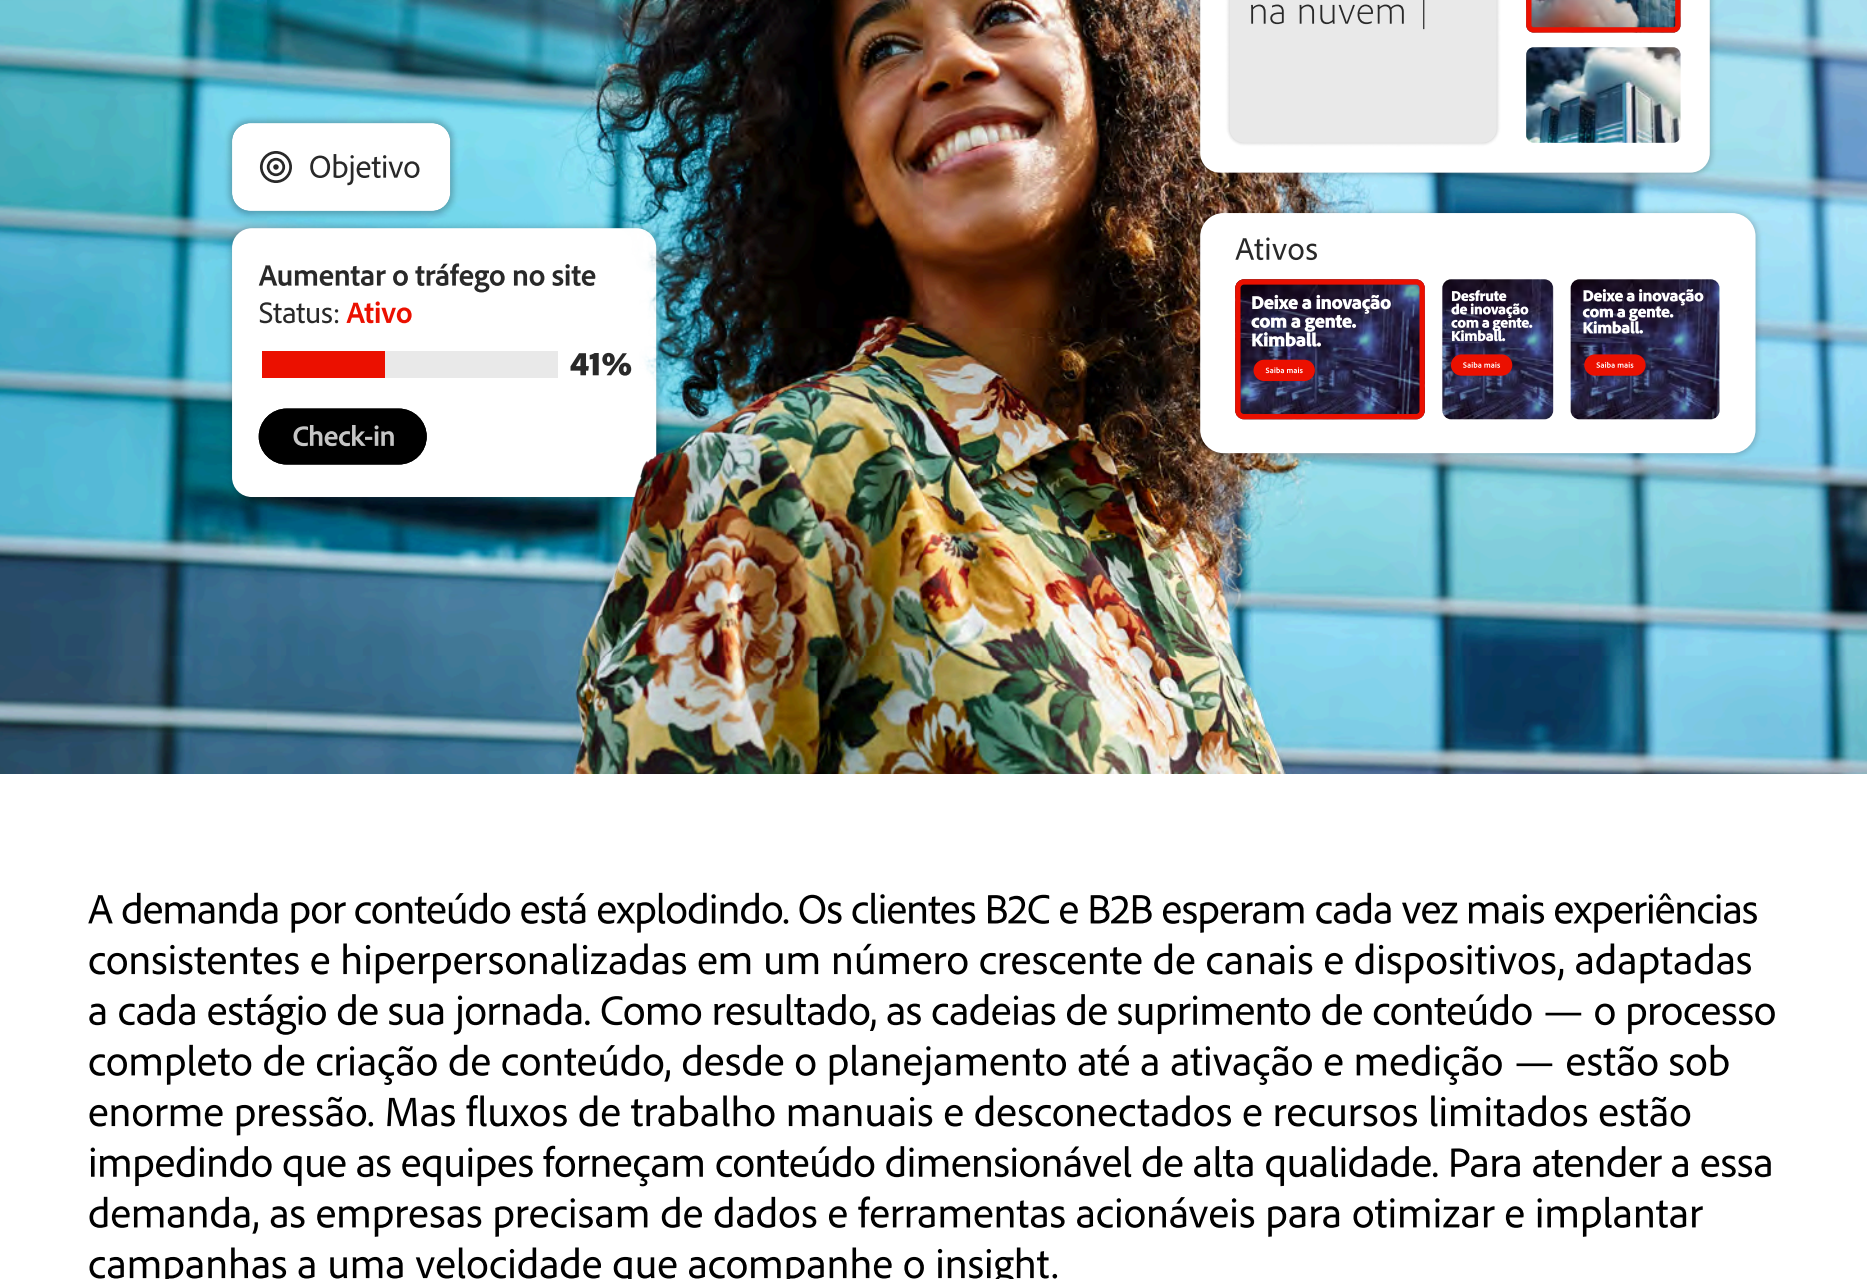 na nuvem |
Objetivo
Aumentar o tráfego no site
Status: Ativo
41%
Check-in
Ativos
Deixe a inovação
com a gente.
Kimball.
Saiba mais
Desfrute
de inovação
com a gente.
Kimball.
Saiba mais
Deixe a inovação
com a gente.
Kimball.
Saiba mais
A demanda por conteúdo está explodindo. Os clientes B2C e B2B esperam cada vez mais experiências
consistentes e hiperpersonalizadas em um número crescente de canais e dispositivos, adaptadas
a cada estágio de sua jornada. Como resultado, as cadeias de suprimento de conteúdo — o processo
completo de criação de conteúdo, desde o planejamento até a ativação e medição — estão sob
enorme pressão. Mas fluxos de trabalho manuais e desconectados e recursos limitados estão
impedindo que as equipes forneçam conteúdo dimensionável de alta qualidade. Para atender a essa
demanda, as empresas precisam de dados e ferramentas acionáveis para otimizar e implantar
campanhas a uma velocidade que acompanhe o insight.